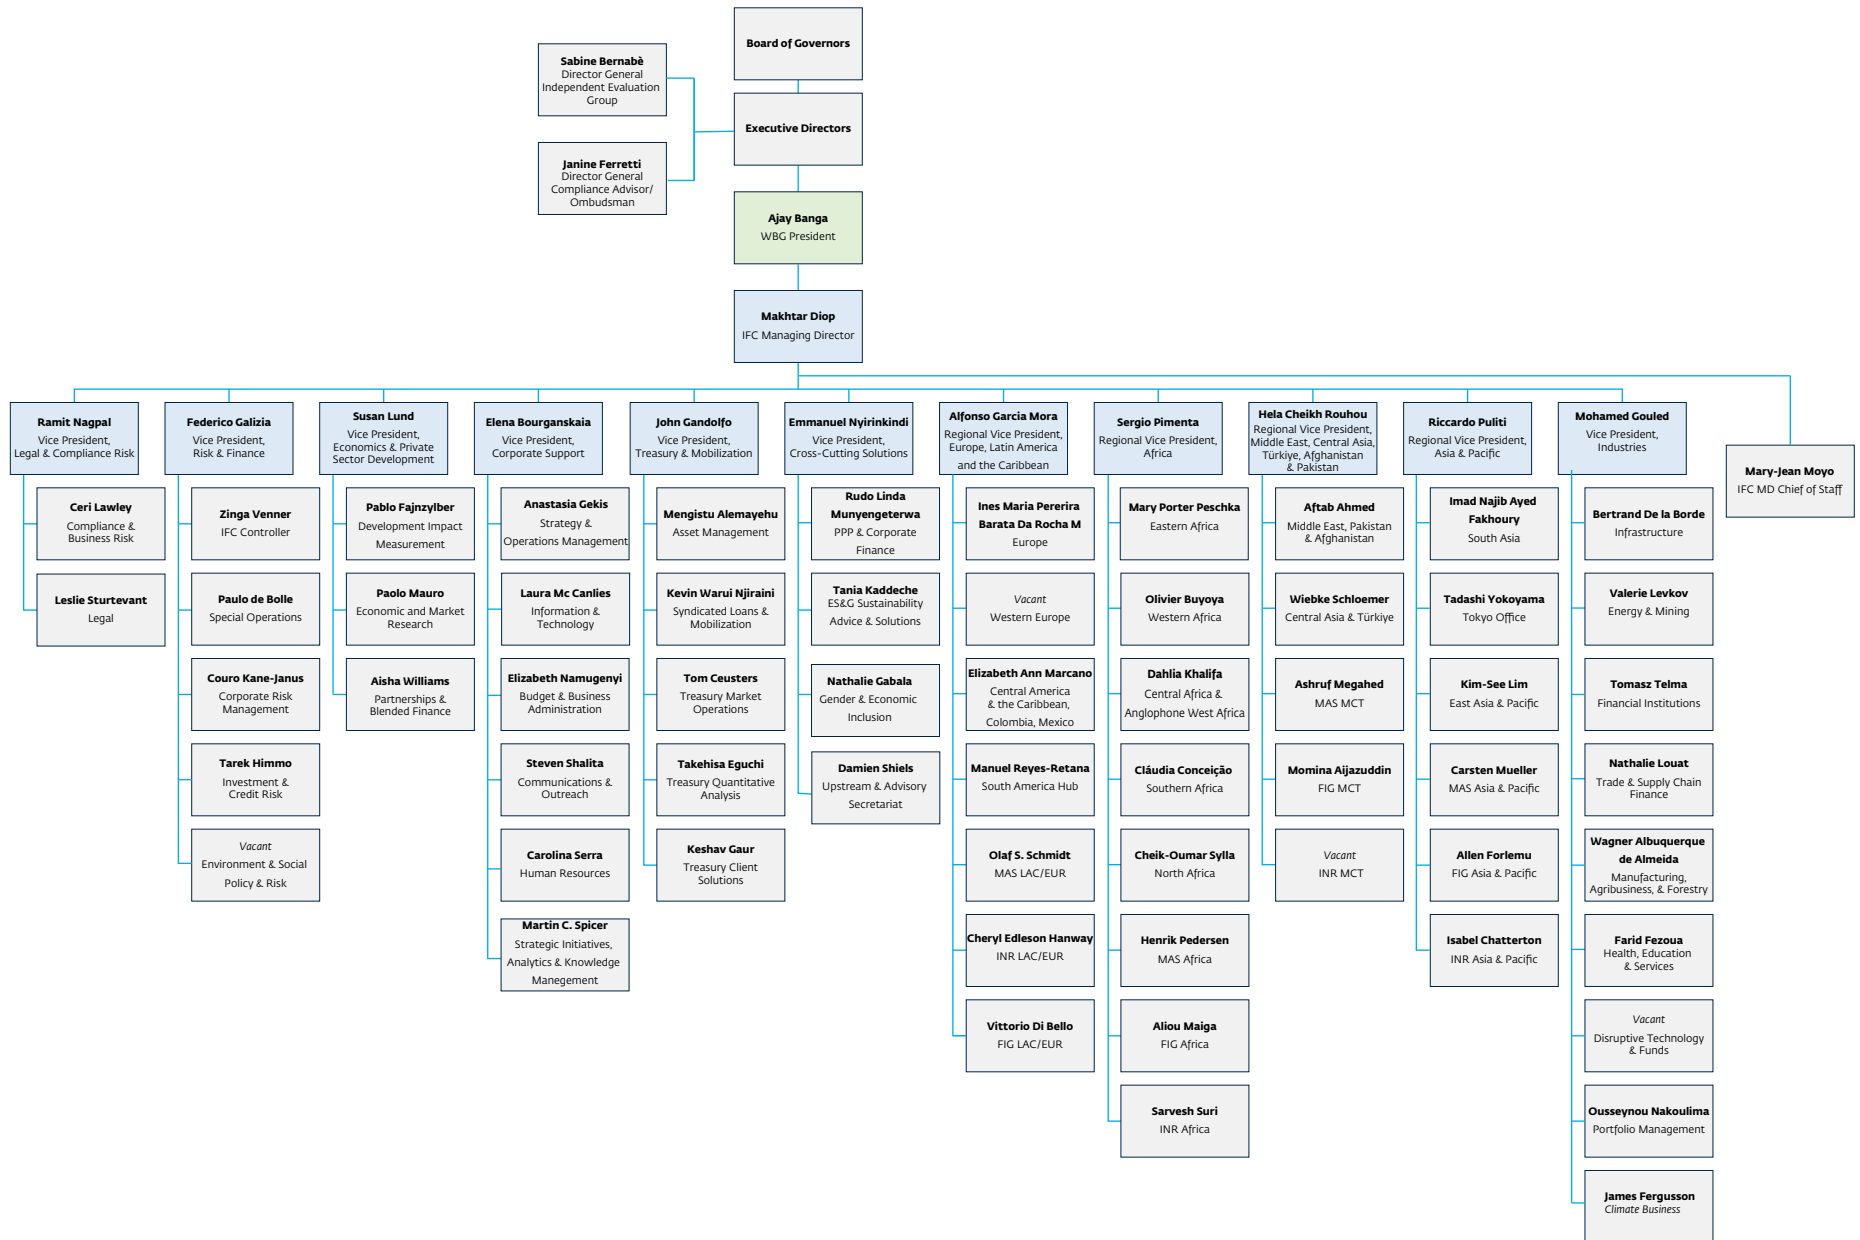 Board of Governors
Sabine Bernabè
Director General
Independent Evaluation
Group
Executive Directors
Janine Ferretti
Director General
Compliance Advisor/
Ombudsman
Ajay Banga
WBG President
Makhtar Diop
IFC Managing Director
Ramit Nagpal
Vice President,
Legal & Compliance Risk
Ceri Lawley
Compliance &
Business Risk
Leslie Sturtevant
Legal
Federico Galizia
Vice President,
Risk & Finance
Zinga Venner
IFC Controller
Paulo de Bolle
Special Operations
Couro Kane-Janus
Corporate Risk
Management
Tarek Himmo
Investment &
Credit Risk
Vacant
Environment & Social
Policy & Risk
Susan Lund
Vice President,
Economics & Private
Sector Development
Pablo Fajnzylber
Development Impact
Measurement
Paolo Mauro
Economic and Market
Research
Aisha Williams
Partnerships &
Blended Finance
Elena Bourganskaia
Vice President,
Corporate Support
Anastasia Gekis
Strategy &
Operations Management
Laura Mc Canlies
Information &
Technology
Elizabeth Namugenyi
Budget & Business
Administration
Steven Shalita
Communications &
Outreach
Carolina Serra
Human Resources
Martin C. Spicer
Strategic Initiatives,
Analytics & Knowledge
Manegement
John Gandolfo
Vice President,
Treasury & Mobilization
Mengistu Alemayehu
Asset Management
Kevin Warui Njiraini
Syndicated Loans &
Mobilization
Tom Ceusters
Treasury Market
Operations
Takehisa Eguchi
Treasury Quantitative
Analysis
Keshav Gaur
Treasury Client
Solutions
Emmanuel Nyirinkindi
Vice President,
Cross-Cutting Solutions
Rudo Linda
Munyengeterwa
PPP & Corporate
Finance
Tania Kaddeche
ES&G Sustainability
Advice & Solutions
Nathalie Gabala
Gender & Economic
Inclusion
Damien Shiels
Upstream & Advisory
Secretariat
Alfonso Garcia Mora
Regional Vice President,
Europe, Latin America
and the Caribbean
Ines Maria Pererira
Barata Da Rocha M
Europe
Vacant
Western Europe
Elizabeth Ann Marcano
Central America
& the Caribbean,
Colombia, Mexico
Manuel Reyes-Retana
South America Hub
Olaf S. Schmidt
MAS LAC/EUR
Cheryl Edleson Hanway
INR LAC/EUR
Vittorio Di Bello
FIG LAC/EUR
Sergio Pimenta
Regional Vice President,
Africa
Mary Porter Peschka
Eastern Africa
Olivier Buyoya
Western Africa
Dahlia Khalifa
Central Africa &
Anglophone West Africa
Cláudia Conceição
Southern Africa
Cheik-Oumar Sylla
North Africa
Henrik Pedersen
MAS Africa
Aliou Maiga
FIG Africa
Sarvesh Suri
INR Africa
Hela Cheikh Rouhou
Regional Vice President,
Middle East, Central Asia,
Türkiye, Afghanistan
& Pakistan
Aftab Ahmed
Middle East, Pakistan
& Afghanistan
Wiebke Schloemer
Central Asia & Türkiye
Ashruf Megahed
MAS MCT
Momina Aijazuddin
FIG MCT
Vacant
INR MCT
Riccardo Puliti
Regional Vice President,
Asia & Pacific
Imad Najib Ayed
Fakhoury
South Asia
Tadashi Yokoyama
Tokyo Office
Kim-See Lim
East Asia & Pacific
Carsten Mueller
MAS Asia & Pacific
Allen Forlemu
FIG Asia & Pacific
Isabel Chatterton
INR Asia & Pacific
Mohamed Gouled
Vice President,
Industries
Bertrand De la Borde
Infrastructure
Valerie Levkov
Energy & Mining
Tomasz Telma
Financial Institutions
Nathalie Louat
Trade & Supply Chain
Finance
Wagner Albuquerque
de Almeida
Manufacturing,
Agribusiness, & Forestry
Farid Fezoua
Health, Education
& Services
Vacant
Disruptive Technology
& Funds
Ousseynou Nakoulima
Portfolio Management
James Fergusson
Climate Business
Mary-Jean Moyo
IFC MD Chief of Staff